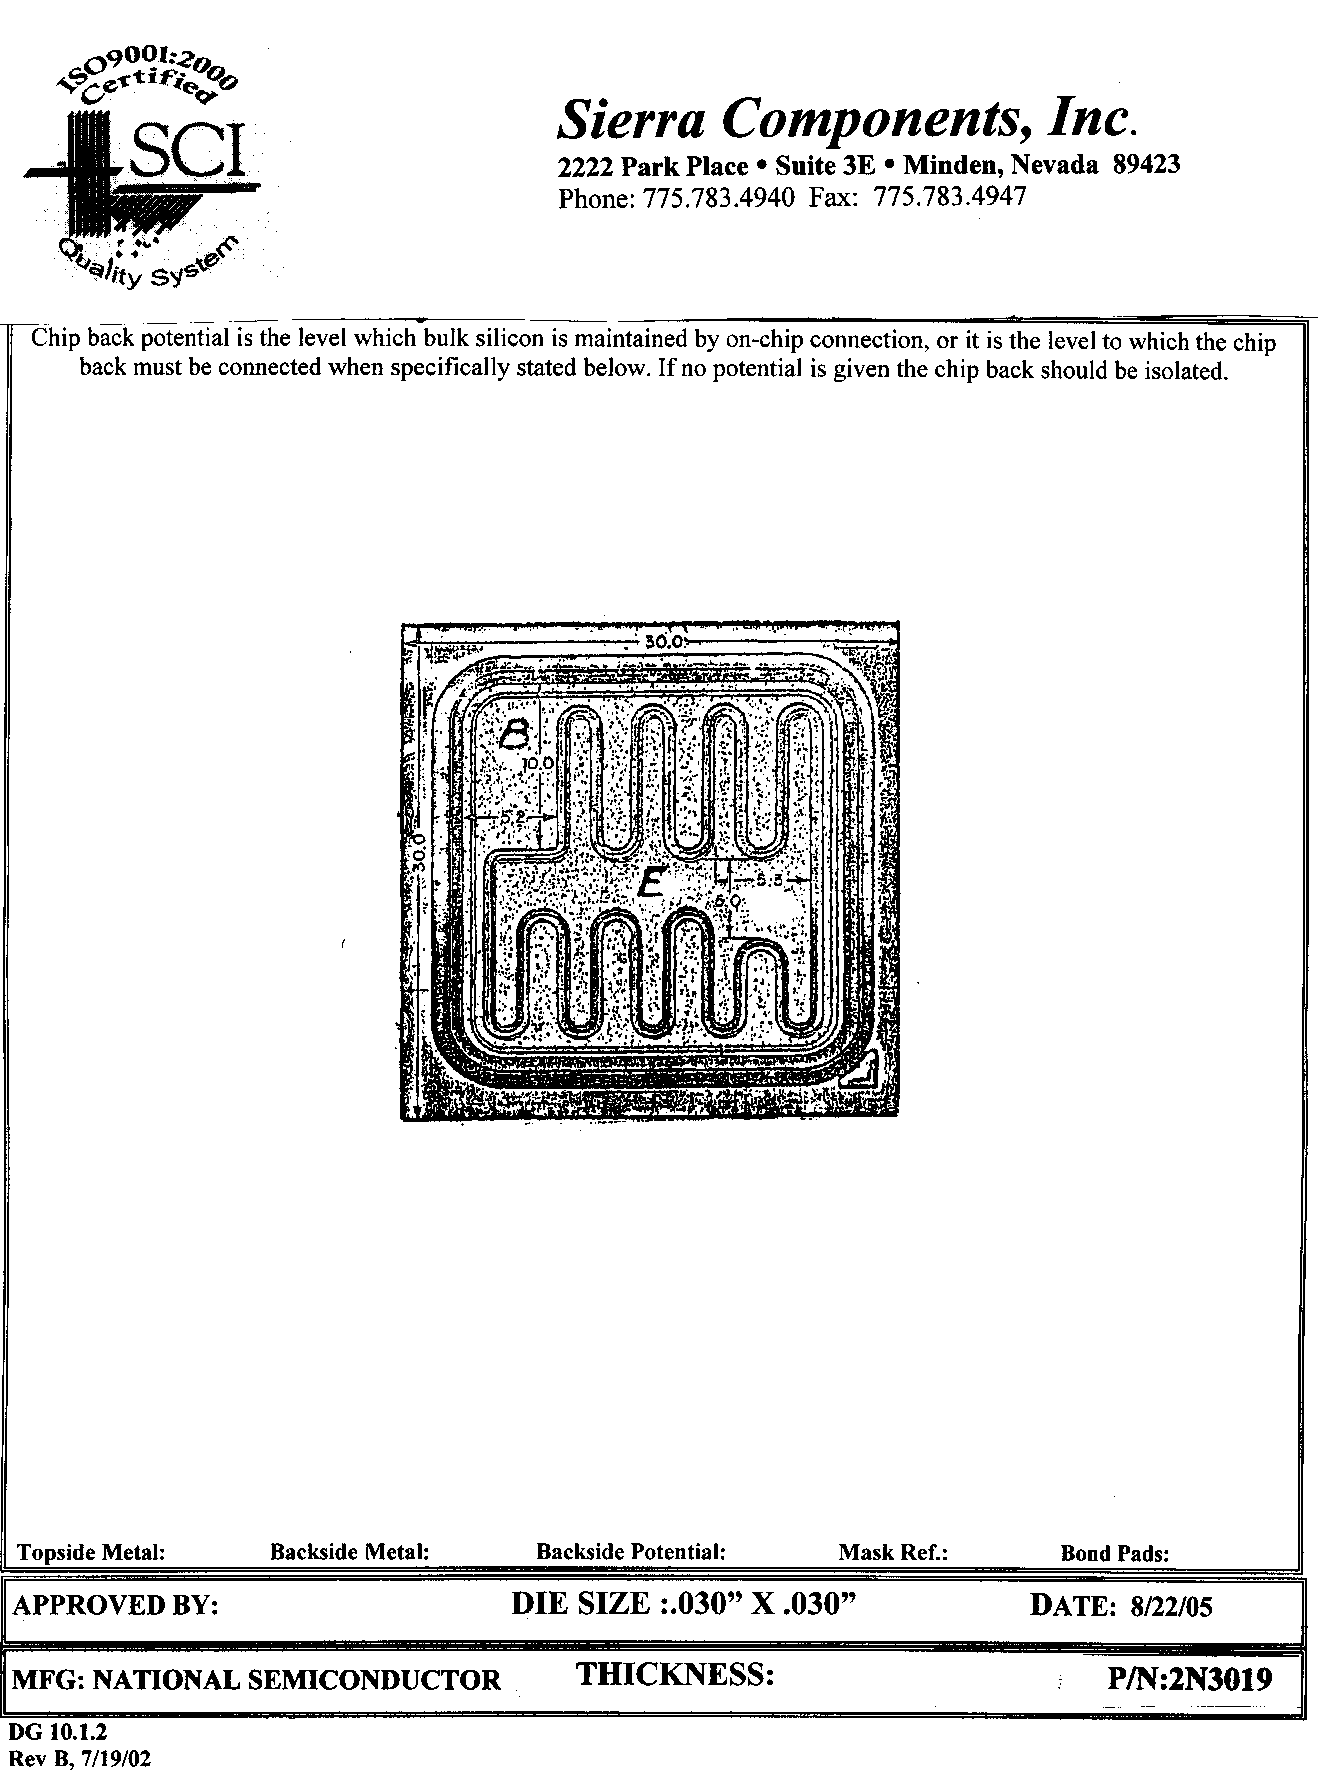 ISO9001:2000
Certified
SCI
Quality System
Sierra Components, Inc.
2222 Park Place • Suite 3E • Minden, Nevada 89423
Phone: 775.783.4940 Fax: 775.783.4947
Chip back potential is the level which bulk silicon is maintained by on-chip connection, or it is the level to which the chip
back must be connected when specifically stated below. If no potential is given the chip back should be isolated.
30.0
B
10.0
5.2
30.0
E
6.0
Topside Metal: Backside Metal: Backside Potential: Mask Ref.: Bond Pads:
APPROVED BY: DIE SIZE :.030” X .030” DATE: 8/22/05
MFG: NATIONAL SEMICONDUCTOR THICKNESS: P/N:2N3019
DG 10.1.2
Rev B, 7/19/02